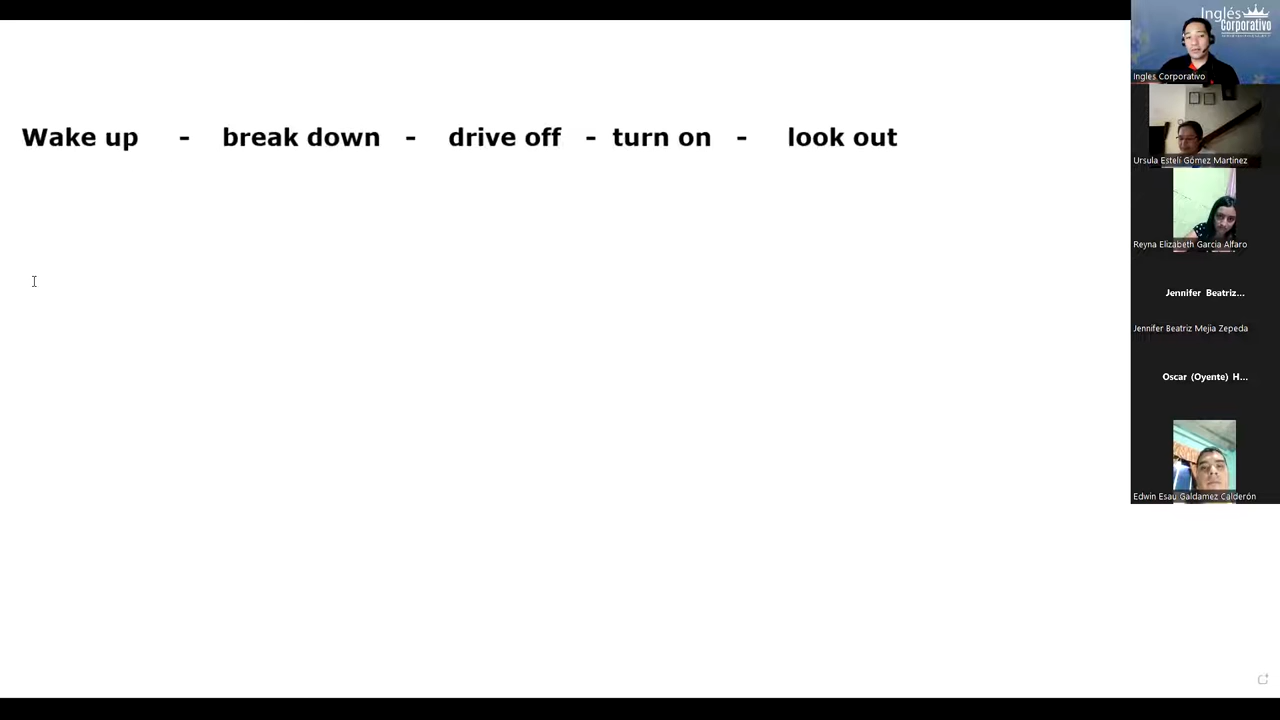 Wake up - break down - drive off - turn on - look out
Inglés
Corporativo
Ingles Corporativo
Ursula Estelí Gómez Martinez
Reyna Elizabeth Garcia Alfaro
Jennifer Beatriz...
Jennifer Beatriz Mejia Zepeda
Oscar (Oyente) H...
Edwin Esau Galdamez Calderón